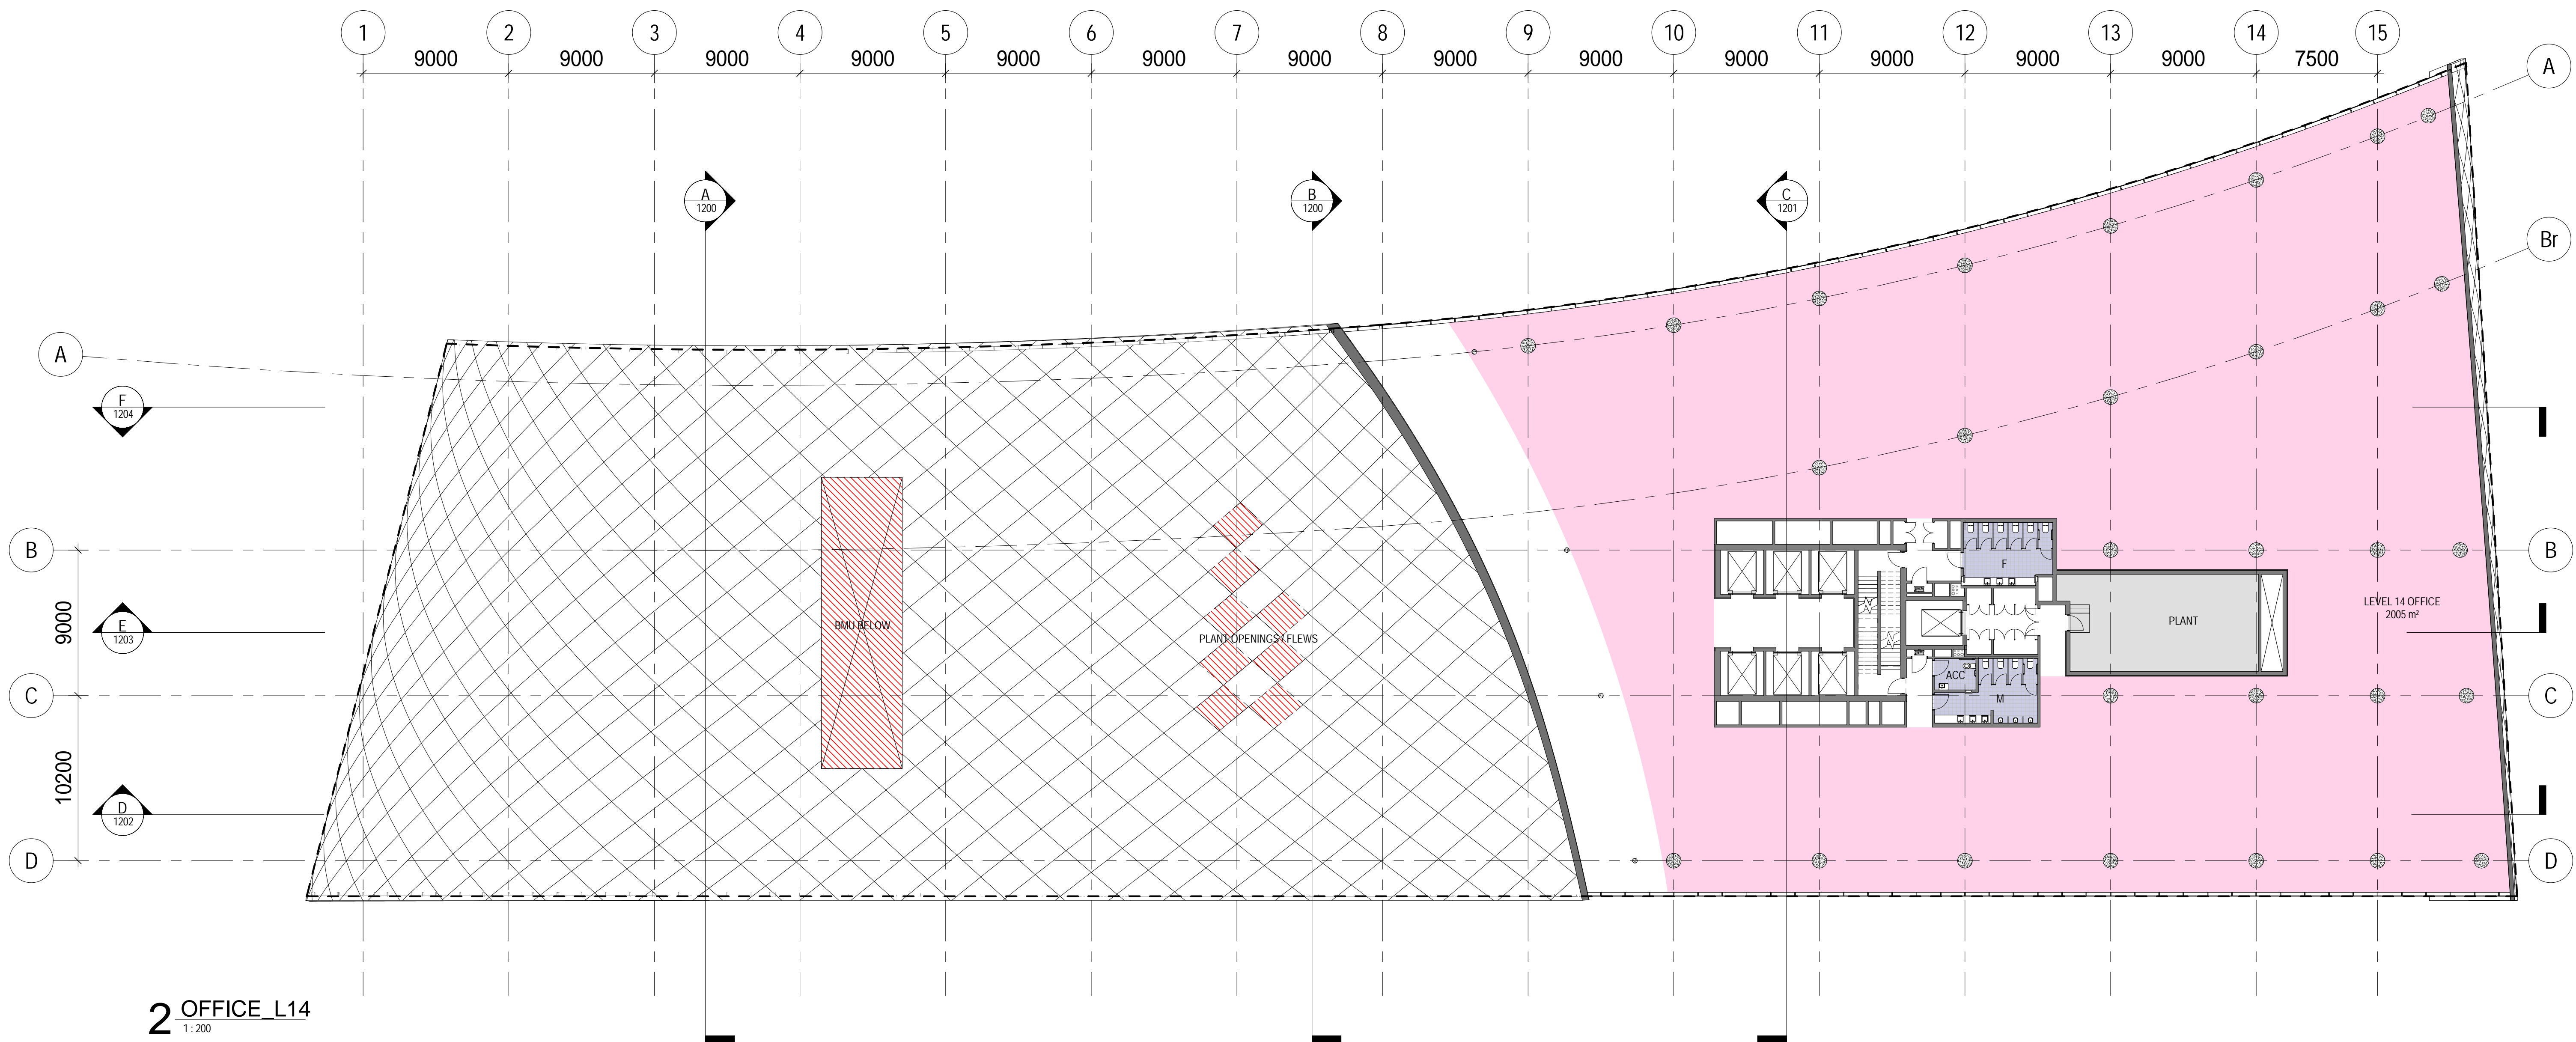 1 2 3 4 5 6 7 8 9 10 11 12 13 14 15
9000 9000 9000 9000 9000 9000 9000 9000 9000 9000 9000 9000 9000 7500
A
A
1200
B
1200
C
1201
Br
A
F
1204
B
B
F
BMU BELOW
LEVEL 14 OFFICE
2005 m²
9000
E
1203
PLANT
PLANT OPENINGS / FLEWS
ACC
C
M
C
10200
D
1202
D
D
2 OFFICE_L14
1 : 200